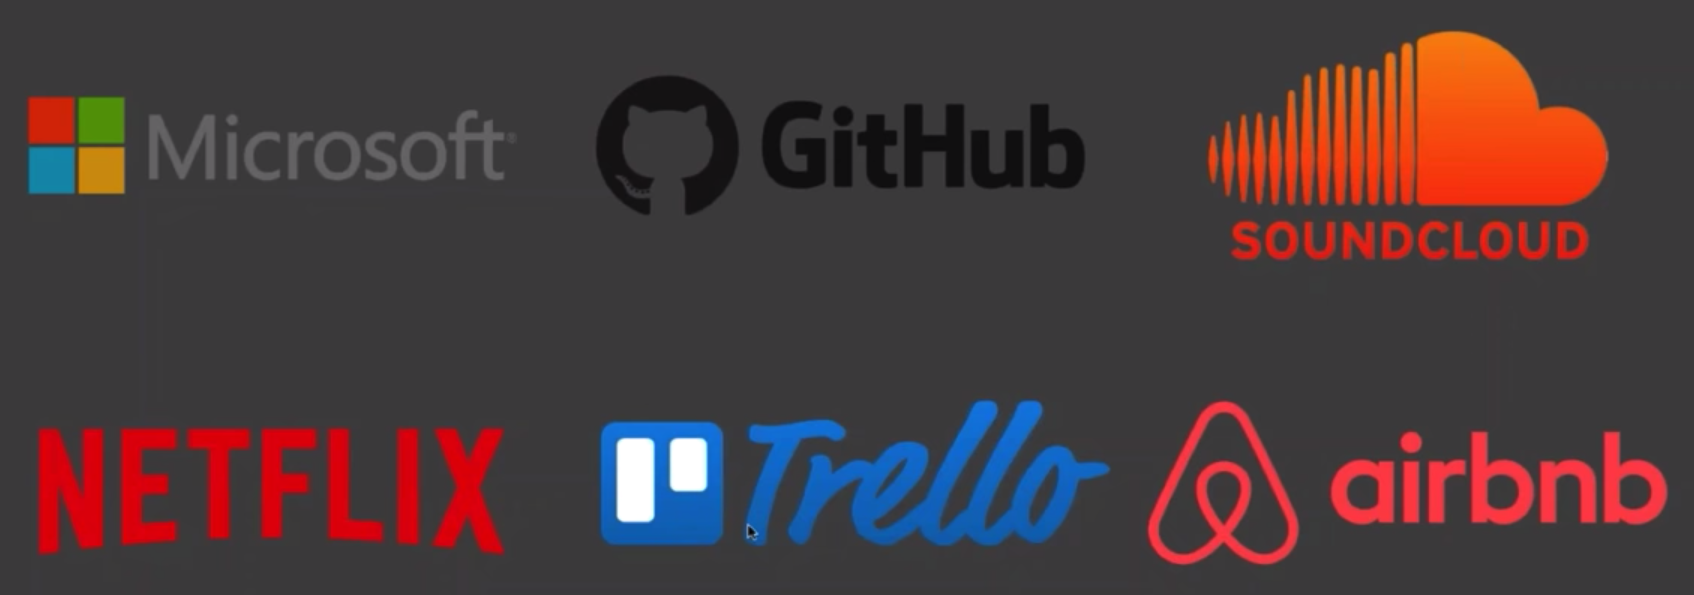 Microsoft
GitHub
SOUNDCLOUD
NETFLIX
Trello
airbnb